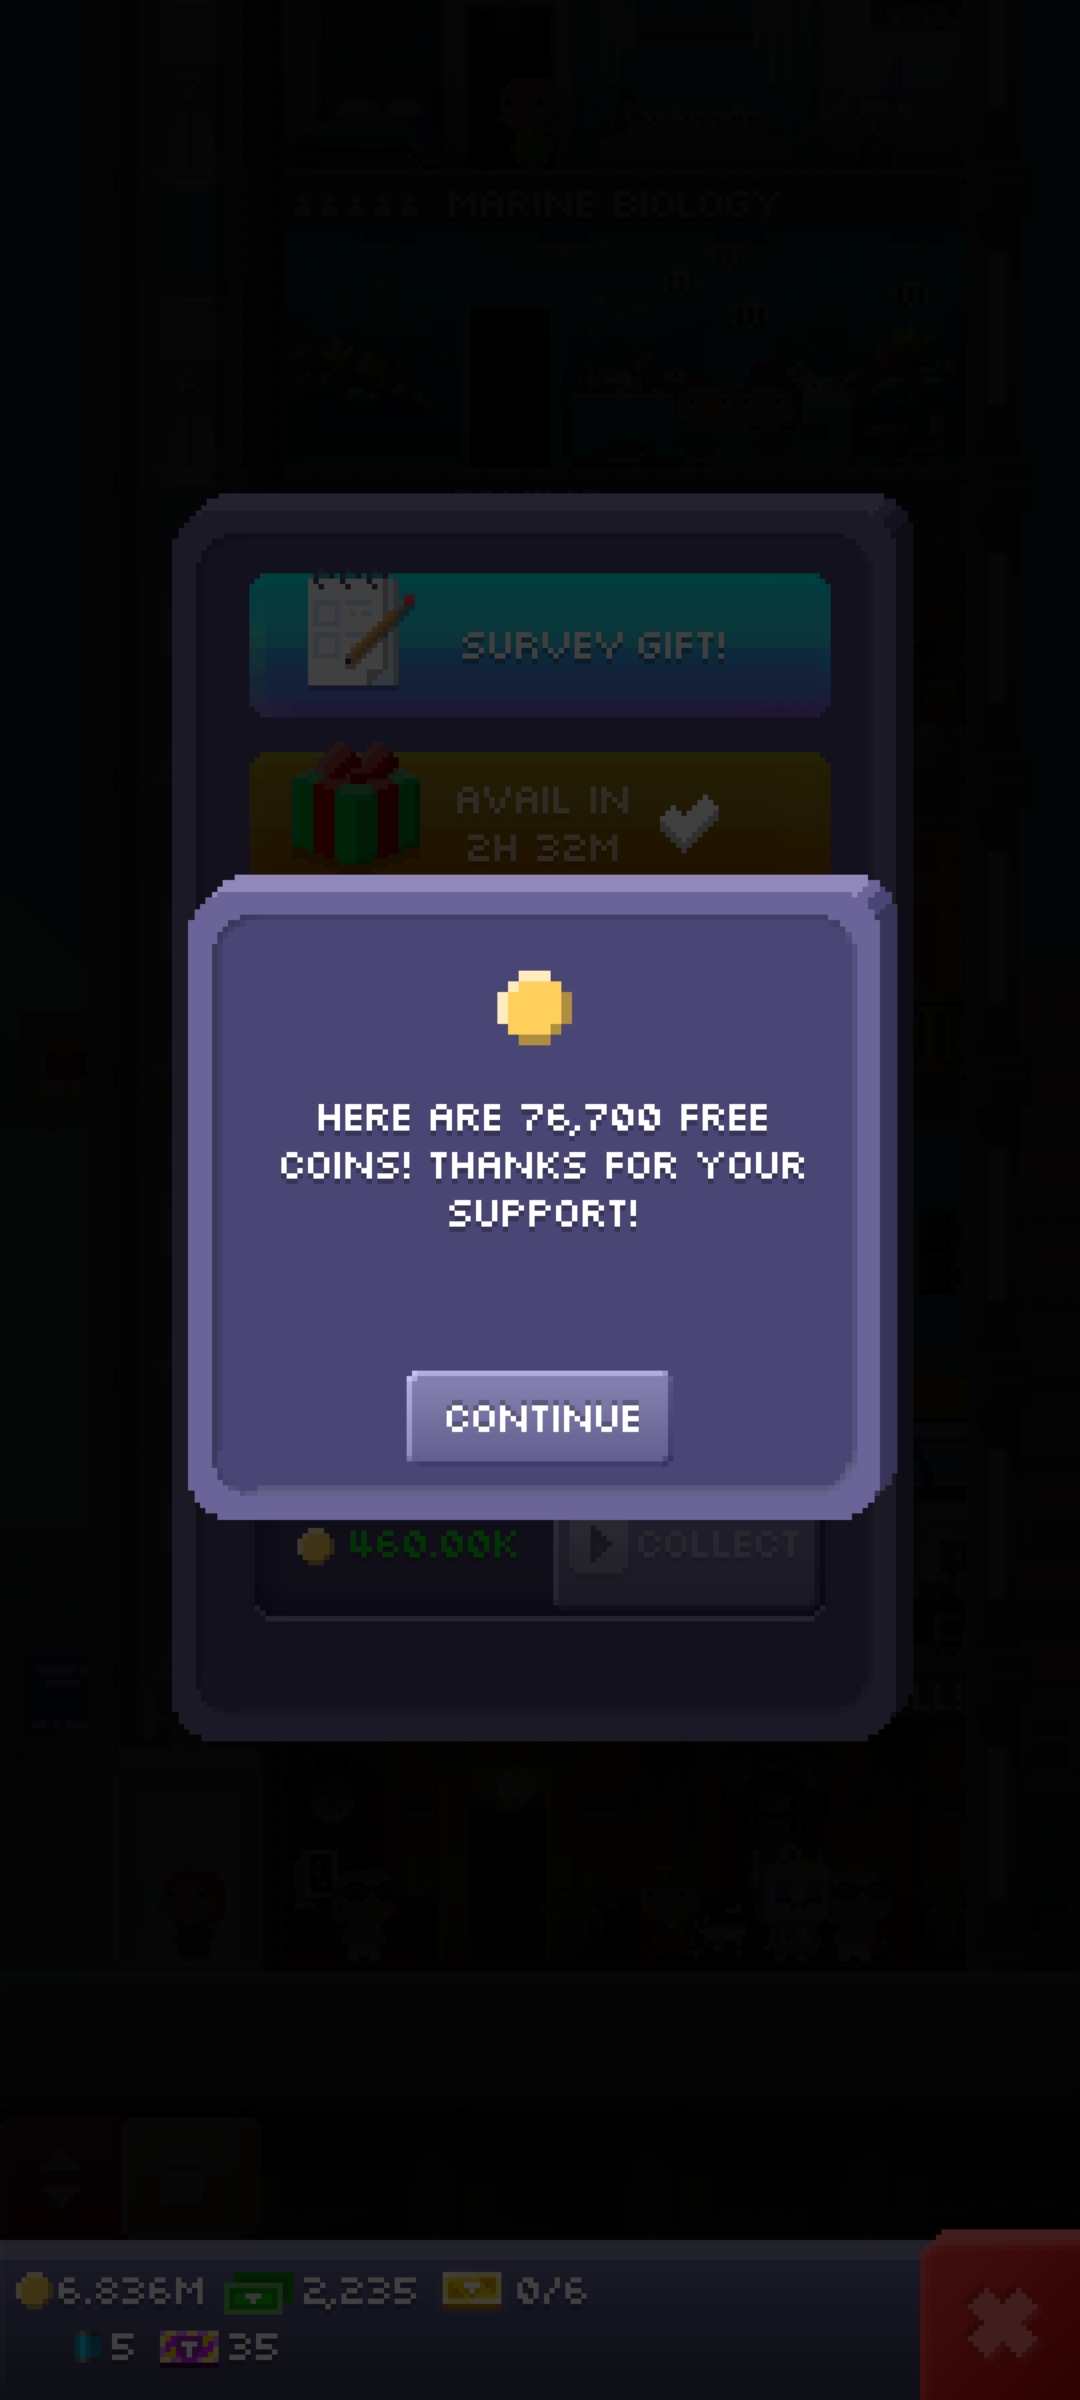 MARINE BIOLOGY
SURVEY GIFT!
AVAIL IN
2H 32M
HERE ARE 76,700 FREE
COINS! THANKS FOR YOUR
SUPPORT!
CONTINUE
460.00K
COLLECT
6.836M 2,235 0/6
5 35